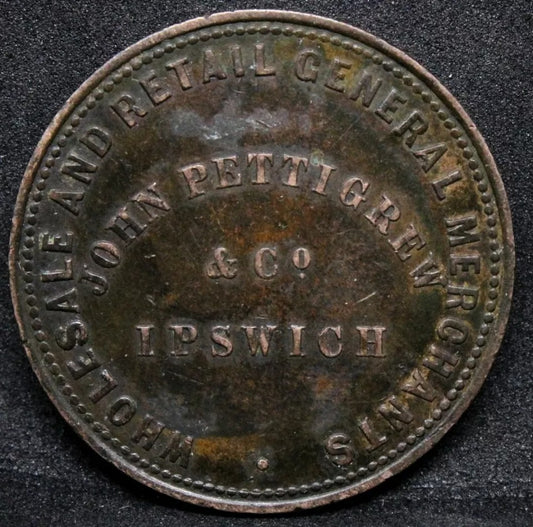 WHOLESALE AND RETAIL GENERAL MERCHANTS
JOHN PETTIGREW
& Cº
IPSWICH